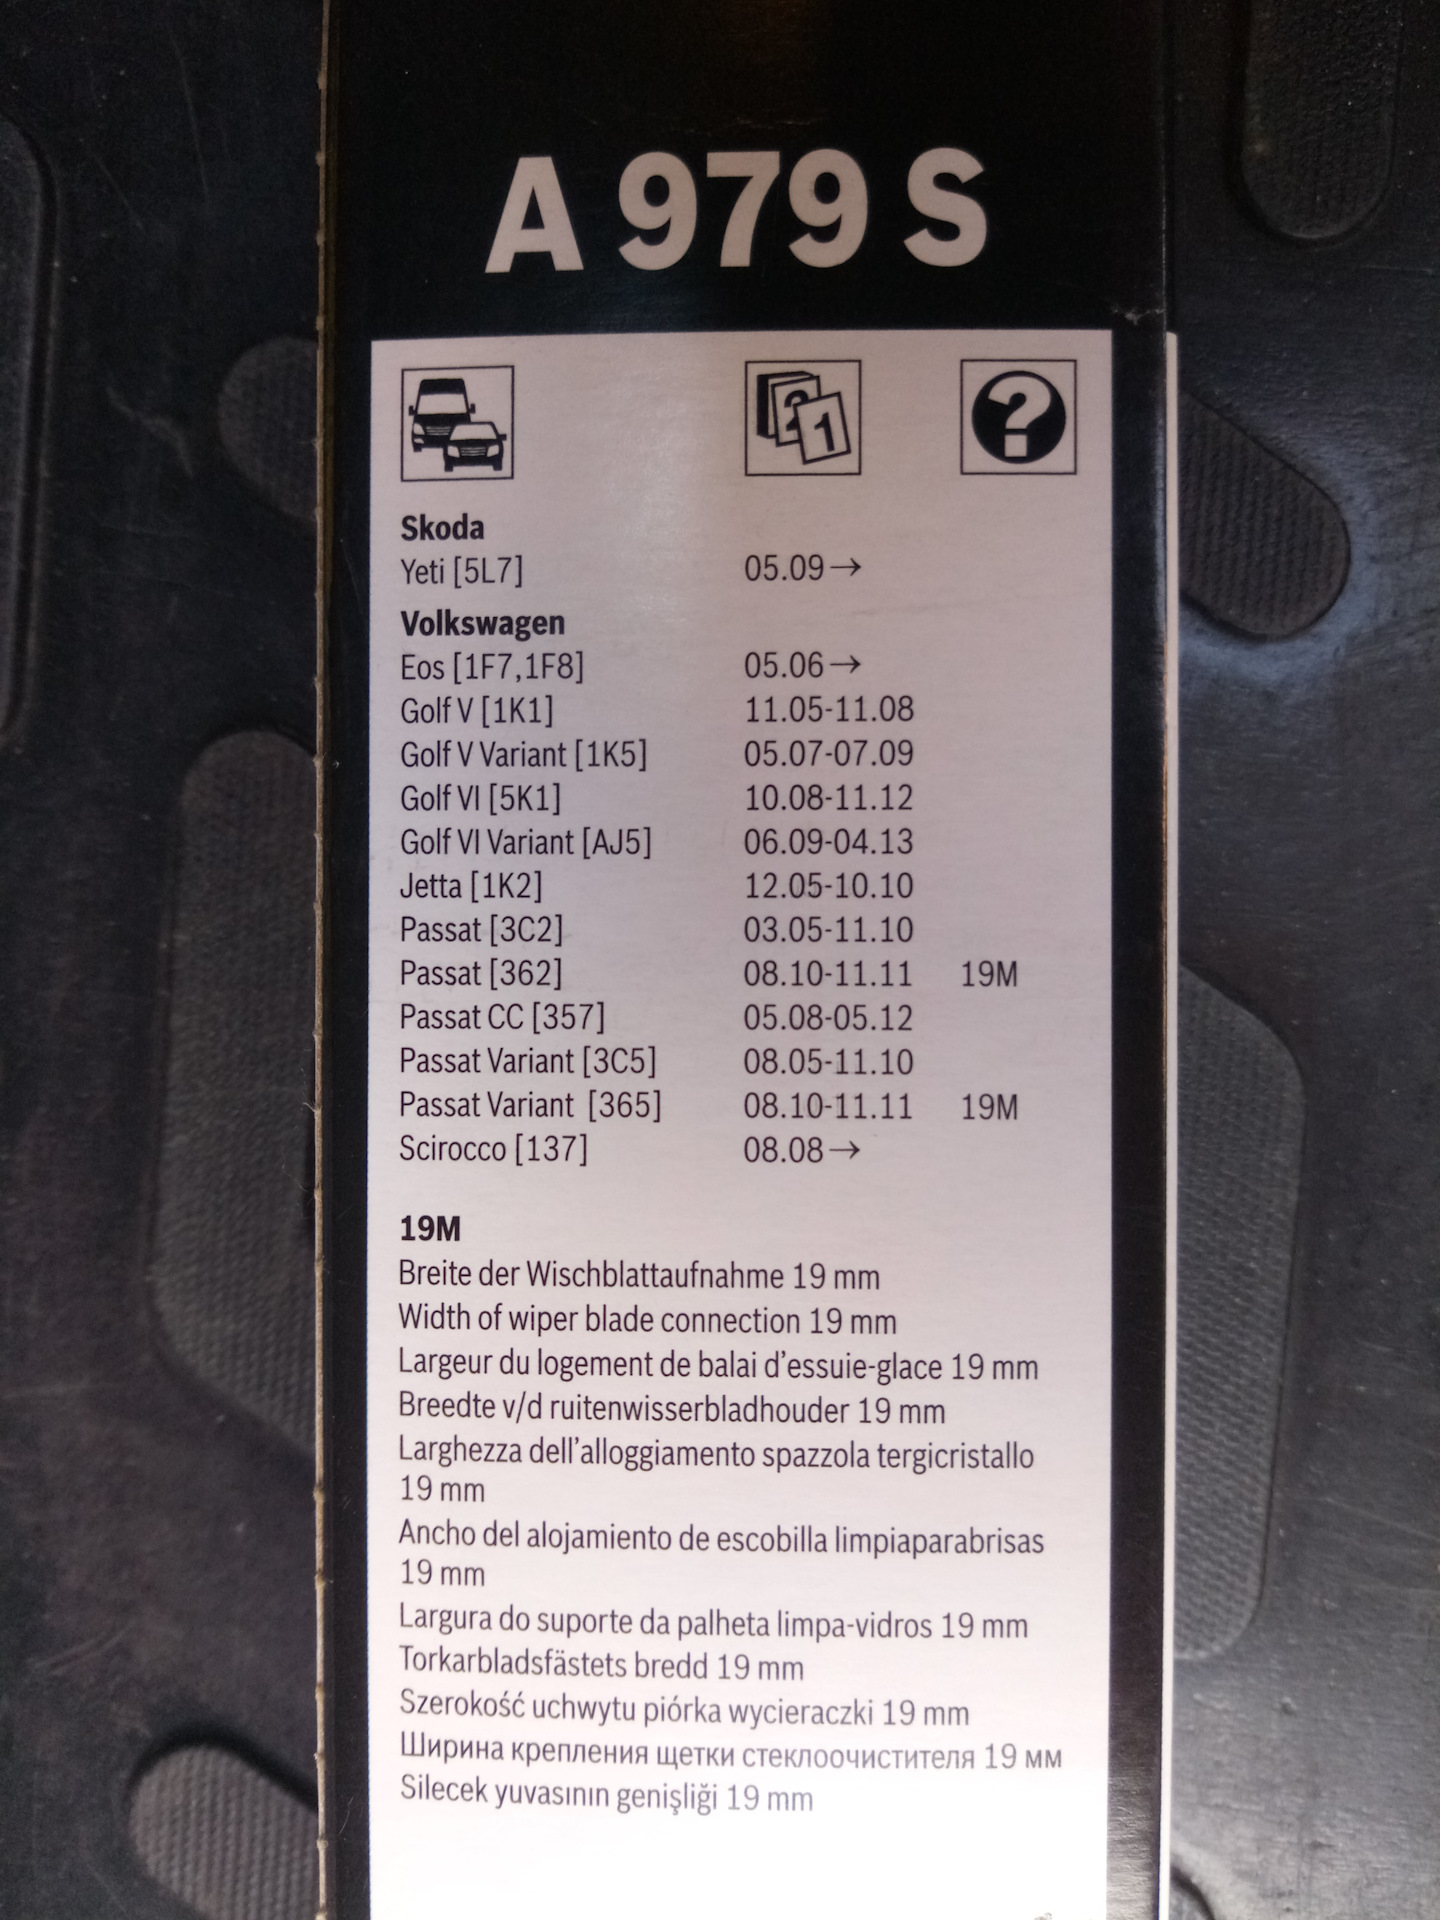 A 979 S
2 1
?
Skoda
Yeti [5L7] 05.09→
Volkswagen
Eos [1F7,1F8] 05.06→
Golf V [1K1] 11.05-11.08
Golf V Variant [1K5] 05.07-07.09
Golf VI [5K1] 10.08-11.12
Golf VI Variant [AJ5] 06.09-04.13
Jetta [1K2] 12.05-10.10
Passat [3C2] 03.05-11.10
Passat [362] 08.10-11.11 19M
Passat CC [357] 05.08-05.12
Passat Variant [3C5] 08.05-11.10
Passat Variant [365] 08.10-11.11 19M
Scirocco [137] 08.08→
19M
Breite der Wischblattaufnahme 19 mm
Width of wiper blade connection 19 mm
Largeur du logement de balai d'essuie-glace 19 mm
Breedte v/d ruitenwisserbladhouder 19 mm
Larghezza dell'alloggiamento spazzola tergicristallo
19 mm
Ancho del alojamiento de escobilla limpiaparabrisas
19 mm
Largura do suporte da palheta limpa-vidros 19 mm
Torkarbladsfästets bredd 19 mm
Szerokość uchwytu piórka wycieraczki 19 mm
Ширина крепления щетки стеклоочистителя 19 мм
Silecek yuvasının genişliği 19 mm